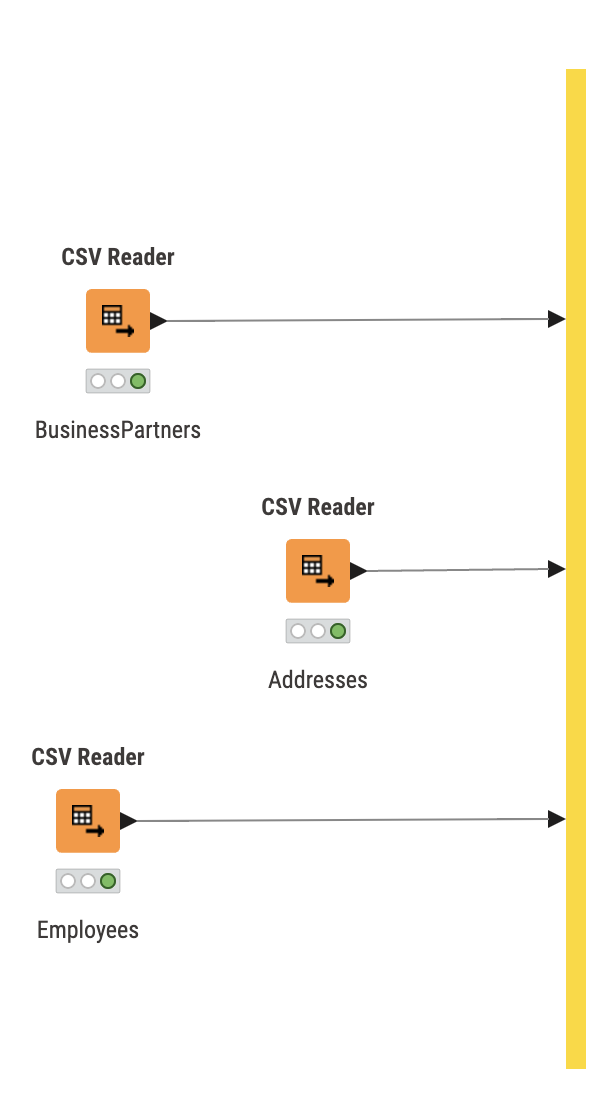 CSV Reader
BusinessPartners
CSV Reader
Addresses
CSV Reader
Employees